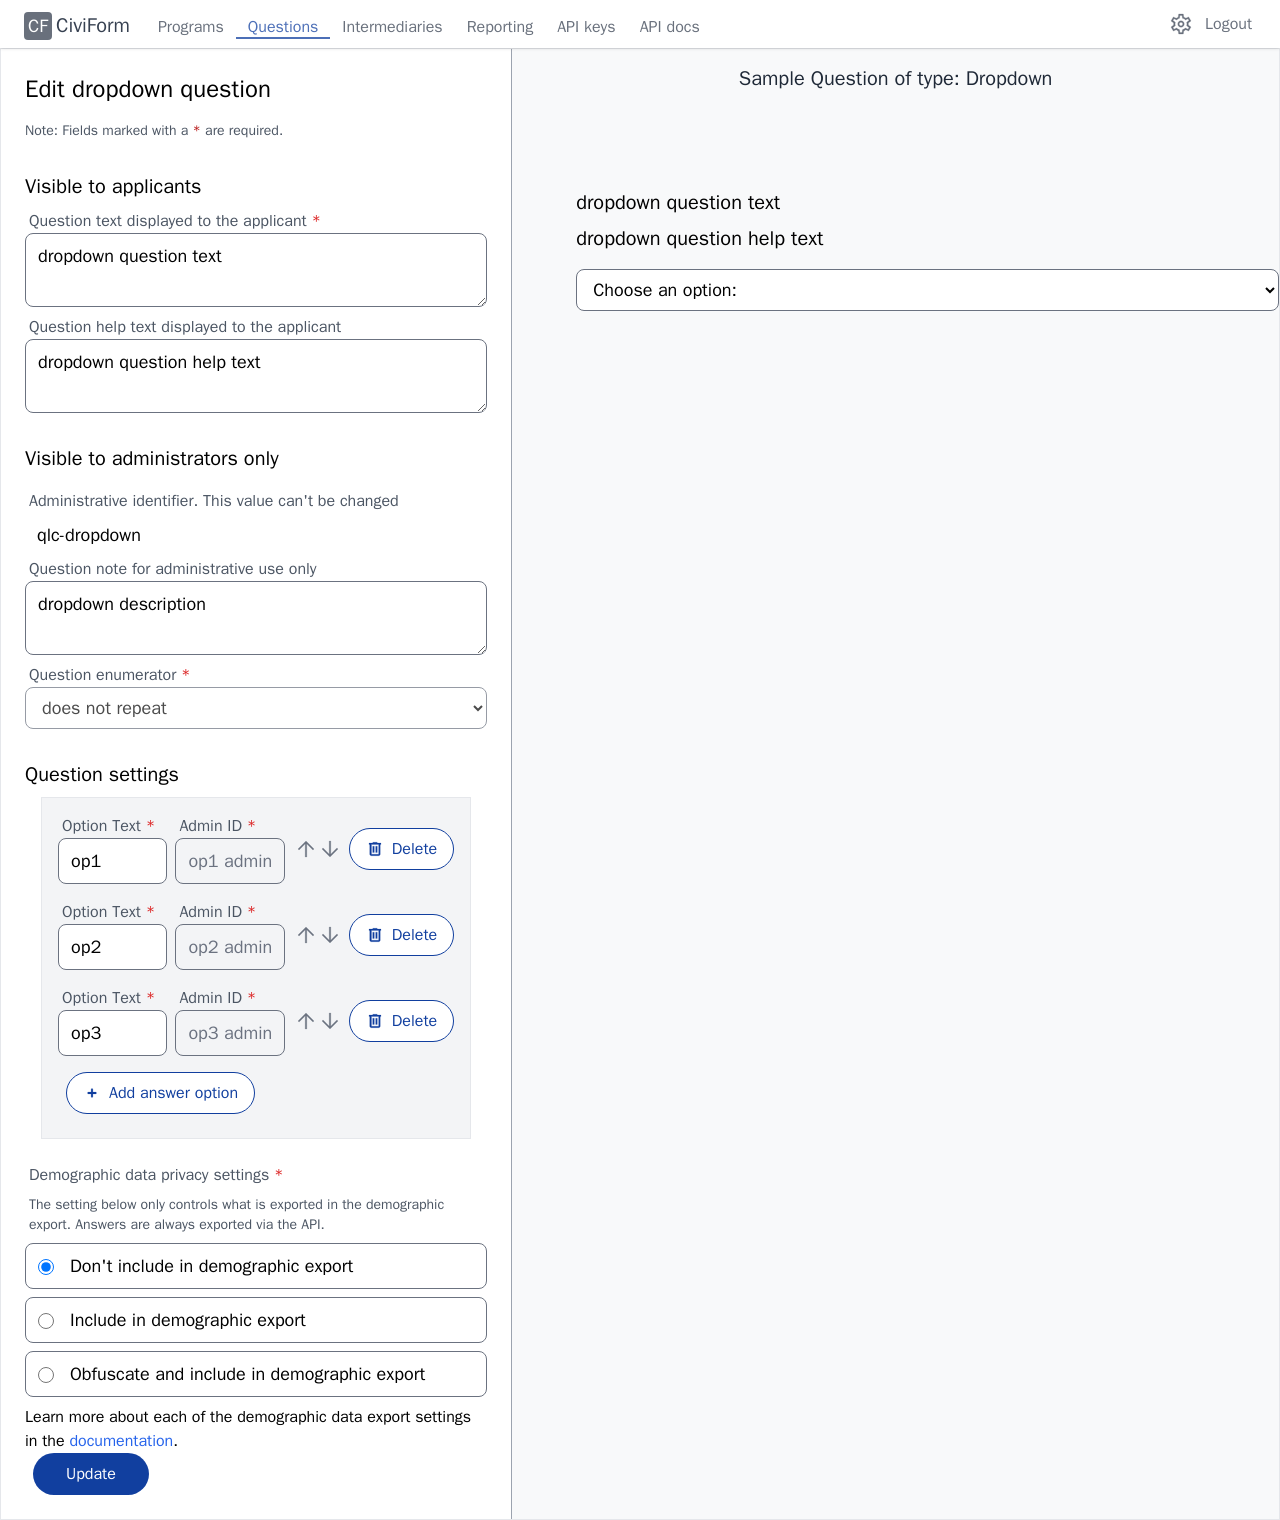 CF CiviForm Programs Questions Intermediaries Reporting API keys API docs Logout
Edit dropdown question
Note: Fields marked with a * are required.
Visible to applicants
Question text displayed to the applicant *
dropdown question text
Question help text displayed to the applicant
dropdown question help text
Visible to administrators only
Administrative identifier. This value can't be changed
qlc-dropdown
Question note for administrative use only
dropdown description
Question enumerator *
does not repeat
Question settings
Option Text * Admin ID *
op1 op1 admin Delete
Option Text * Admin ID *
op2 op2 admin Delete
Option Text * Admin ID *
op3 op3 admin Delete
+ Add answer option
Demographic data privacy settings *
The setting below only controls what is exported in the demographic
export. Answers are always exported via the API.
Don't include in demographic export
Include in demographic export
Obfuscate and include in demographic export
Learn more about each of the demographic data export settings
in the documentation.
Update
Sample Question of type: Dropdown
dropdown question text
dropdown question help text
Choose an option: